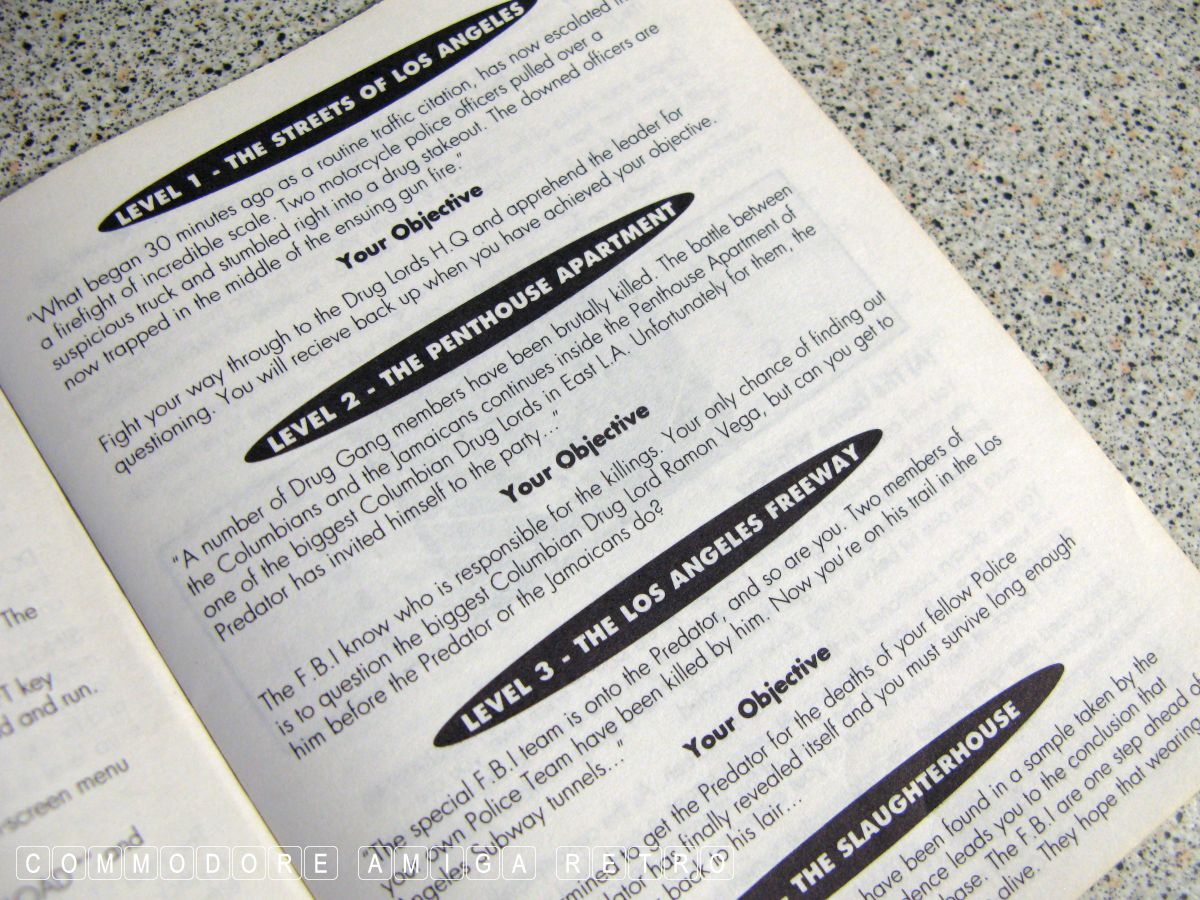 LEVEL 1 - THE STREETS OF LOS ANGELES
"What began 30 minutes ago as a routine traffic citation, has now escalated
a firefight of incredible scale. Two motorcycle police officers pulled over a
suspicious truck and stumbled right into a drug stakeout. The downed officers are
now trapped in the middle of the ensuing gun fire."
Your Objective
Fight your way through to the Drug Lords H.Q and apprehend the leader for
questioning. You will recieve back up when you have achieved your objective.
LEVEL 2 - THE PENTHOUSE APARTMENT
"A number of Drug Gang members have been brutally killed. The battle between
the Columbians and the Jamaicans continues inside the Penthouse Apartment of
one of the biggest Columbian Drug Lords in East L.A. Unfortunately for them, the
Predator has invited himself to the party..."
Your Objective
The F.B.I know who is responsible for the killings. Your only chance of finding out
is to question the biggest Columbian Drug Lord Ramon Vega, but can you get to
him before the Predator or the Jamaicans do?
LEVEL 3 - THE LOS ANGELES FREEWAY
"The special F.B.I team is onto the Predator, and so are you. Two members of
your own Police Team have been killed by him. Now you're on his trail in the Los
Angeles Subway tunnels..."
Your Objective
to get the Predator for the deaths of your fellow Police
has finally revealed itself and you must survive long enough
back his lair...
THE SLAUGHTERHOUSE
have been found in a sample taken by the
leads you to the conclusion that
The F.B.I are one step ahead
alive. They hope that wearing
The
key
and run.
menu
COMMODORE AMIGA RETRO